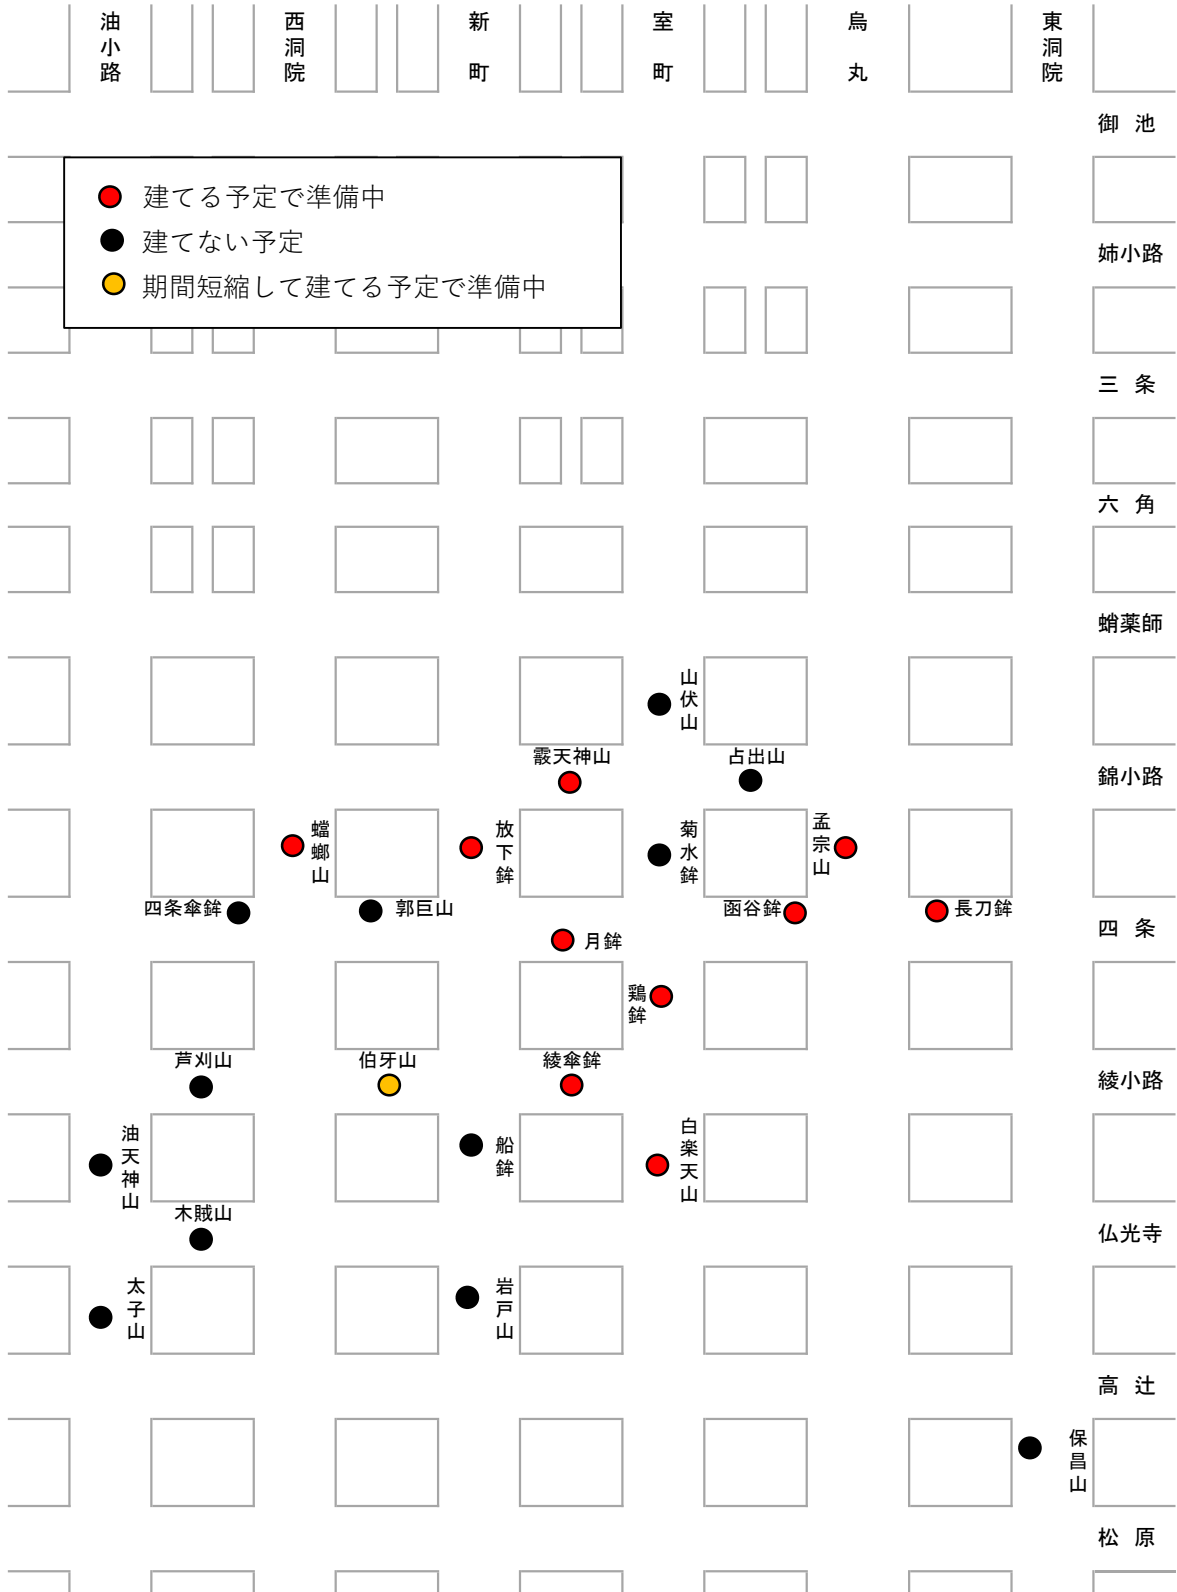 油小路
西洞院
新町
室町
烏丸
東洞院
御池
建てる予定で準備中
建てない予定
期間短縮して建てる予定で準備中
姉小路
三条
六角
蛸薬師
山伏山
霰天神山
占出山
錦小路
蟷螂山
放下鉾
菊水鉾
孟宗山
四条傘鉾
郭巨山
函谷鉾
長刀鉾
四条
月鉾
鶏鉾
芦刈山
伯牙山
綾傘鉾
綾小路
油天神山
船鉾
白楽天山
木賊山
仏光寺
太子山
岩戸山
高辻
保昌山
松原